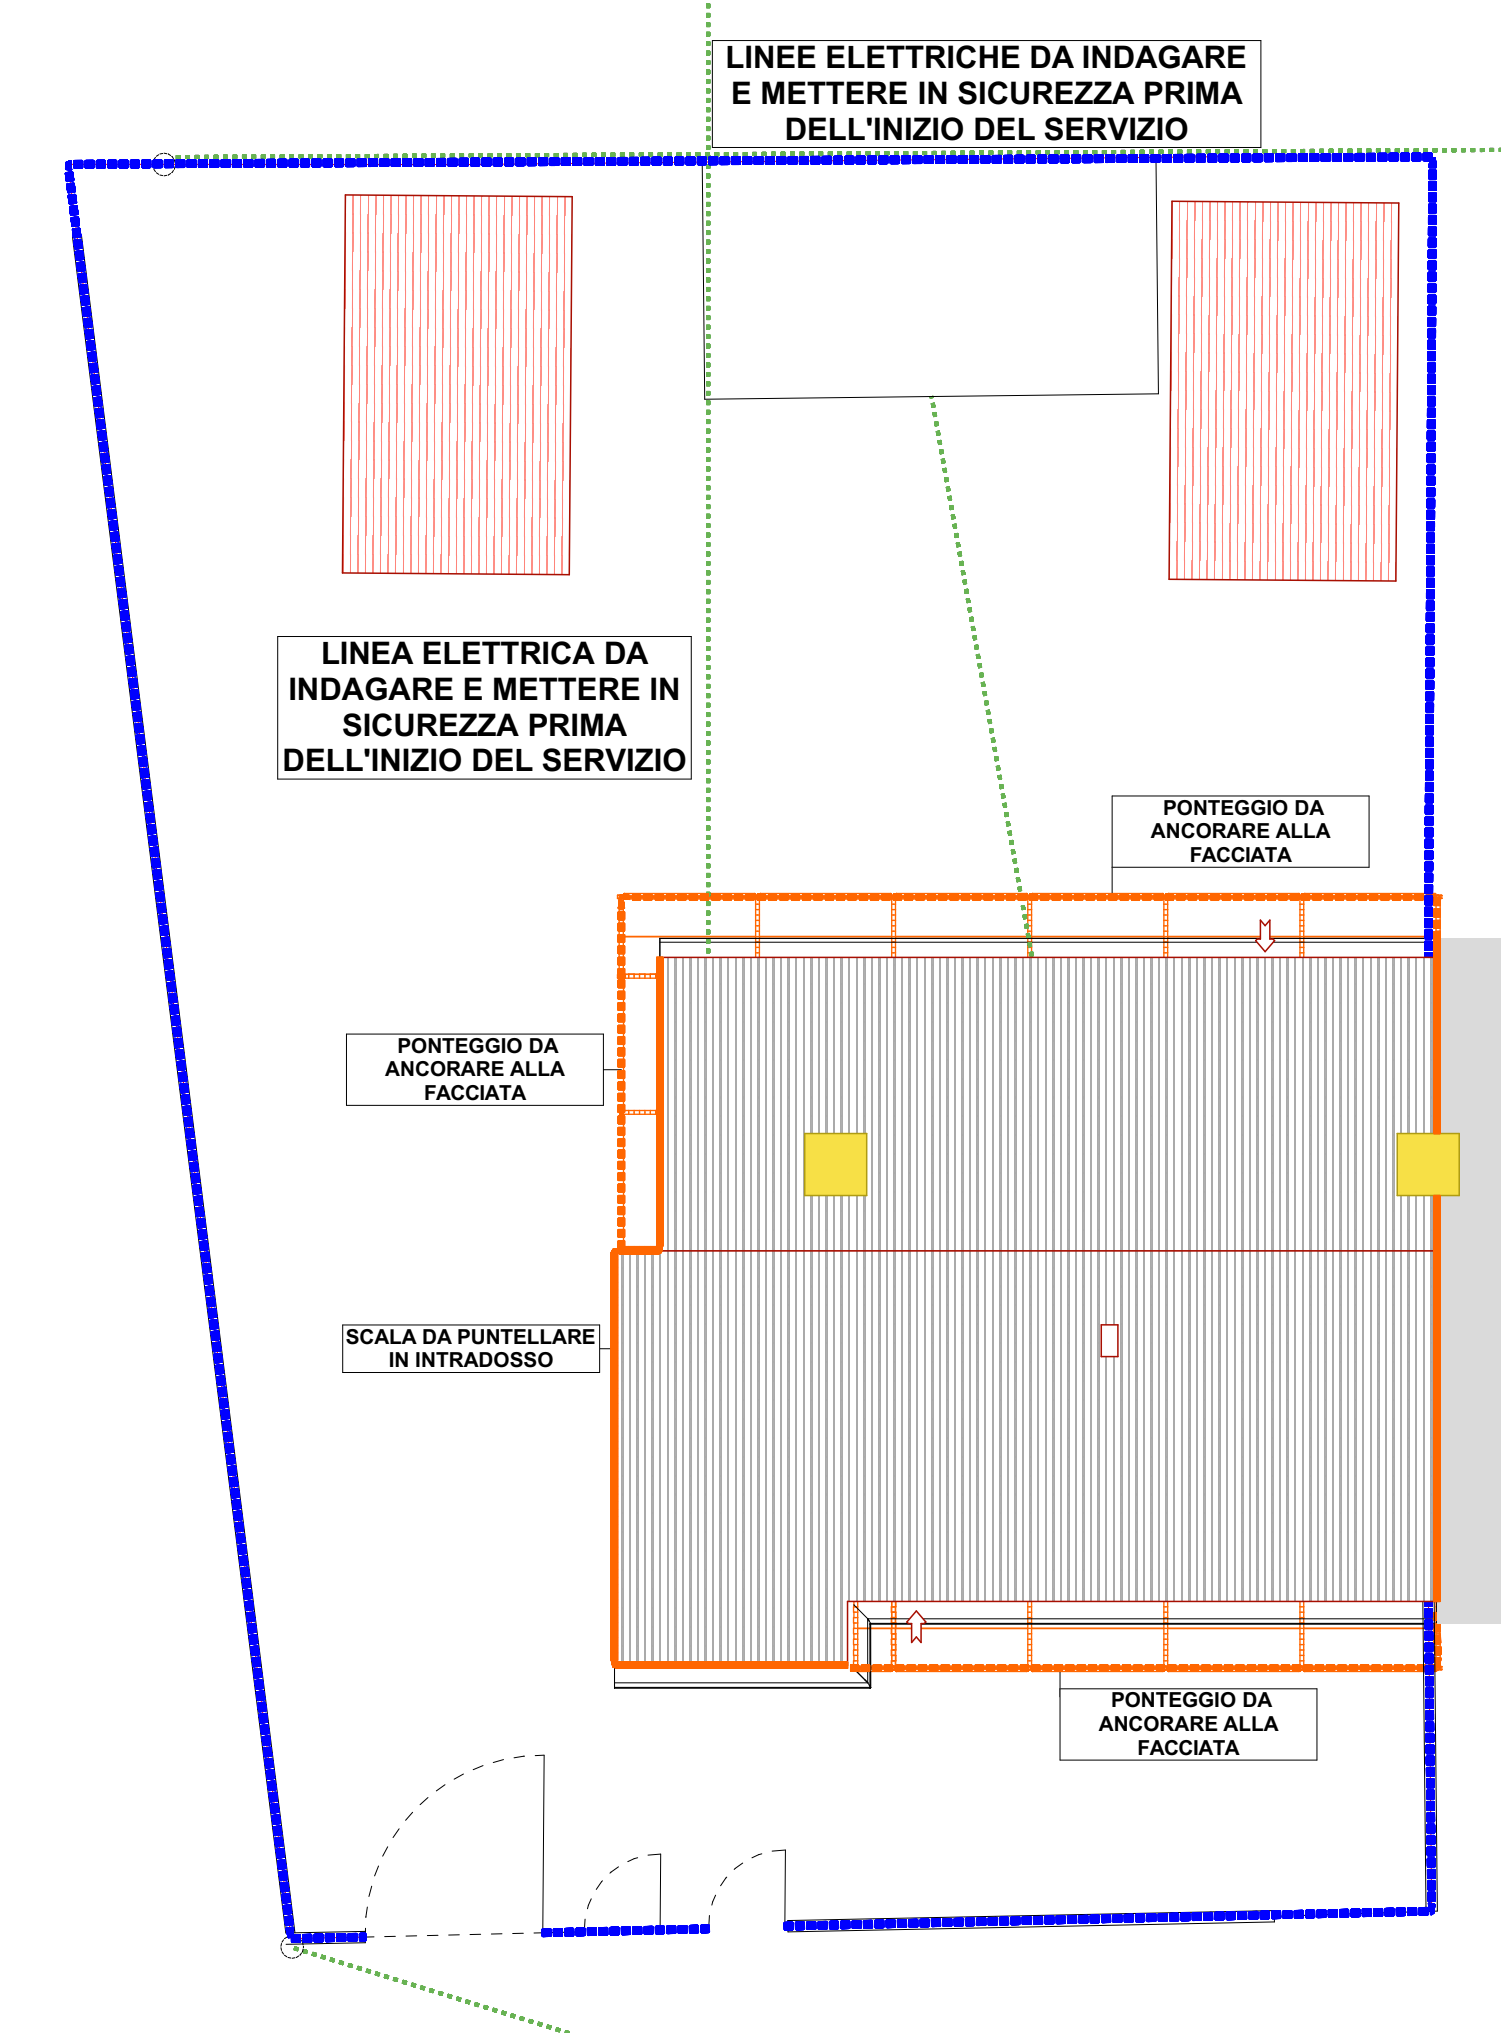 LINEE ELETTRICHE DA INDAGARE
E METTERE IN SICUREZZA PRIMA
DELL'INIZIO DEL SERVIZIO
LINEA ELETTRICA DA
INDAGARE E METTERE IN
SICUREZZA PRIMA
DELL'INIZIO DEL SERVIZIO
PONTEGGIO DA
ANCORARE ALLA
FACCIATA
PONTEGGIO DA
ANCORARE ALLA
FACCIATA
SCALA DA PUNTELLARE
IN INTRADOSSO
PONTEGGIO DA
ANCORARE ALLA
FACCIATA